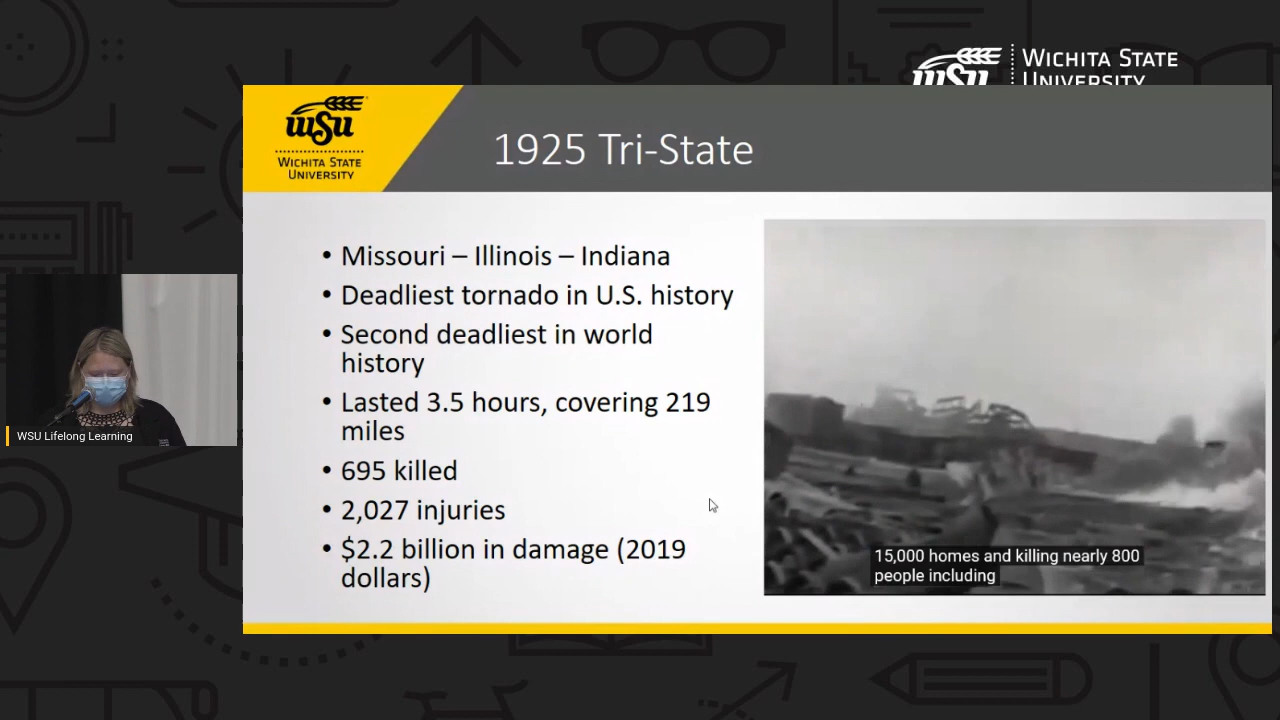 WSU | WICHITA STATE
UNIVERSITY
WSU
WICHITA STATE
UNIVERSITY
1925 Tri-State
• Missouri – Illinois – Indiana
• Deadliest tornado in U.S. history
• Second deadliest in world
history
• Lasted 3.5 hours, covering 219
miles
• 695 killed
• 2,027 injuries
• $2.2 billion in damage (2019
dollars)
15,000 homes and killing nearly 800
people including
WSU Lifelong Learning